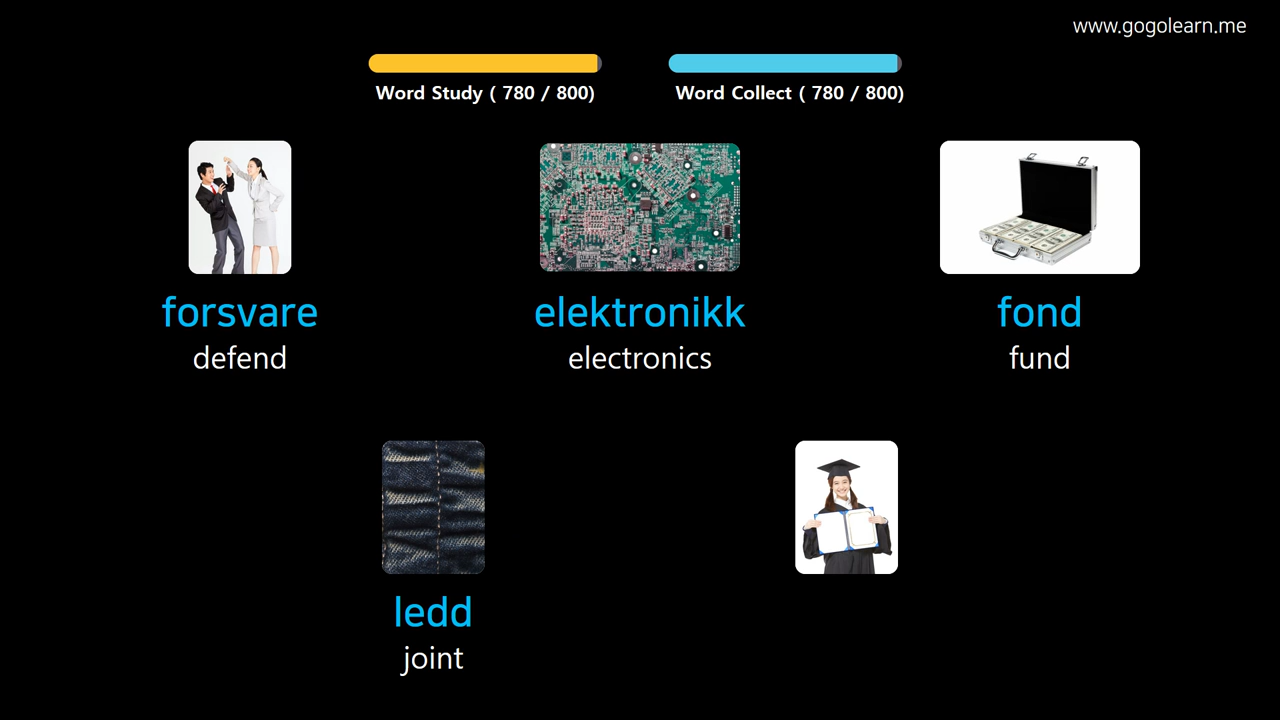 www.gogolearn.me
Word Study ( 780 / 800)
Word Collect ( 780 / 800)
forsvare
defend
elektronikk
electronics
fond
fund
ledd
joint